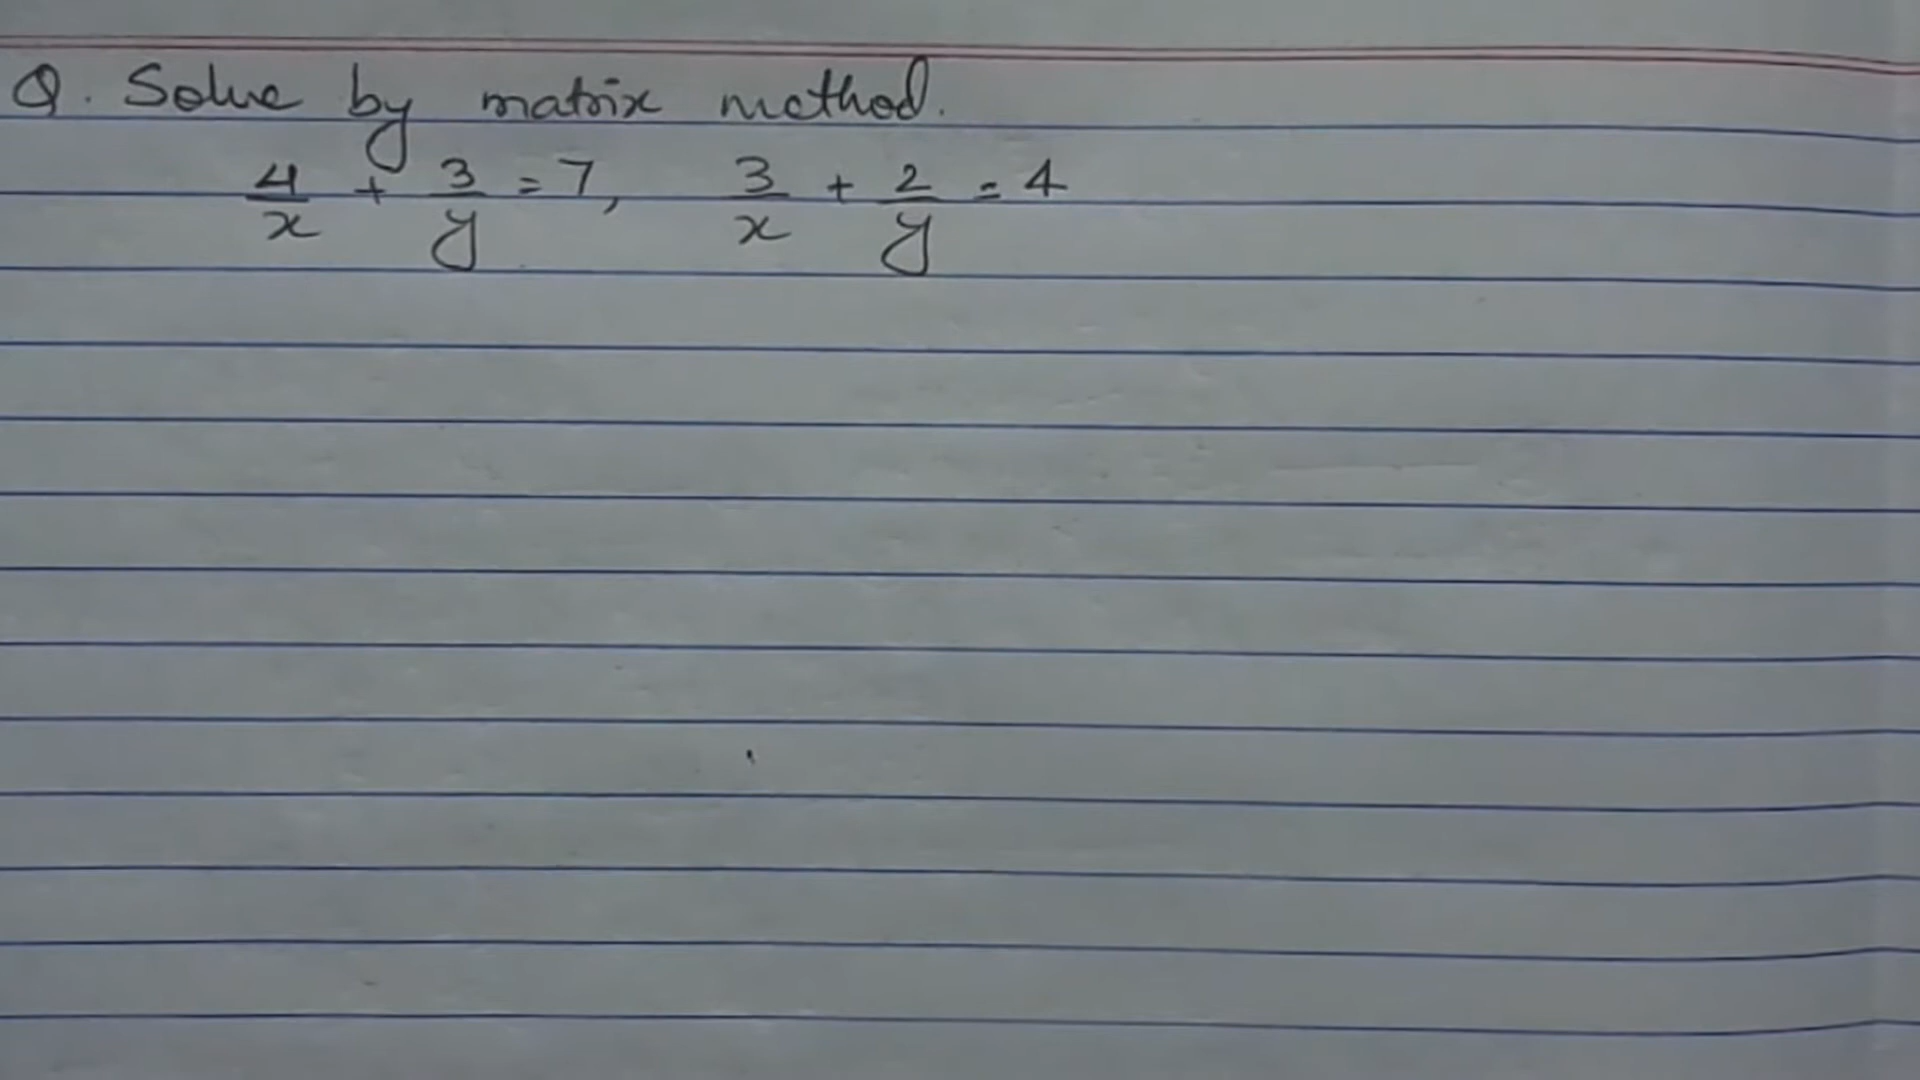 Q. Solve by matrix method.
4/x + 3/y = 7, 3/x + 2/y = 4